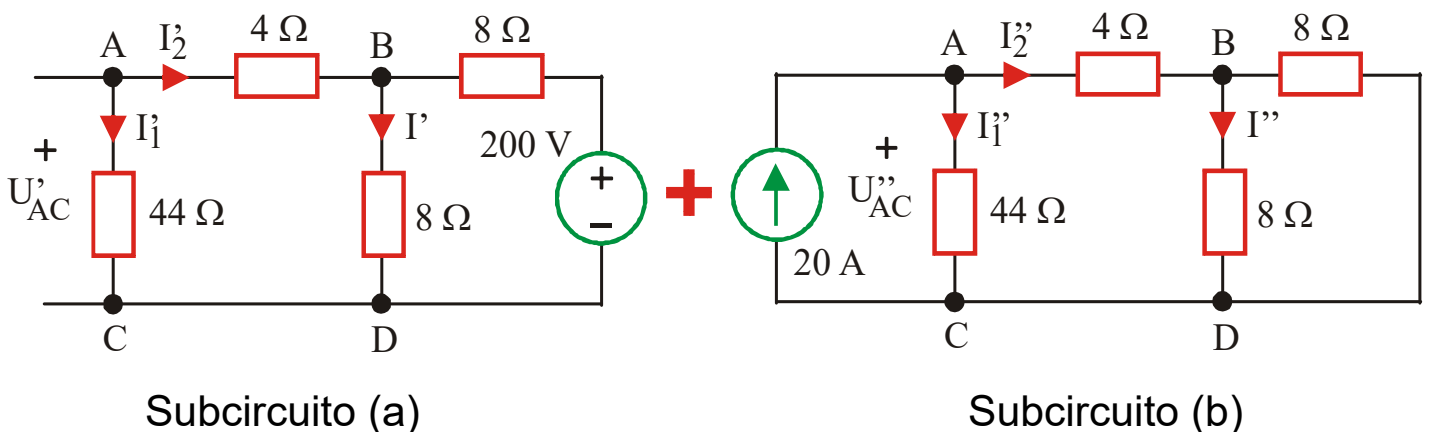 A I’2 4 Ω B 8 Ω
I’1 I’ 200 V + −
+ U’AC 44 Ω 8 Ω
C D
Subcircuito (a)
+
A I’’2 4 Ω B 8 Ω
I’’1 I’’
+ U’’AC 44 Ω 8 Ω
20 A
C D
Subcircuito (b)